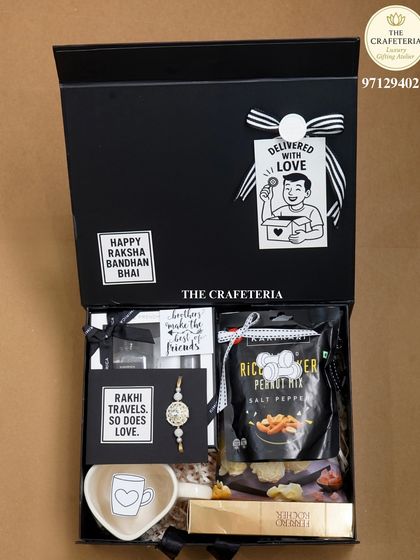 THE
CRAFETERIA
Luxury
Gifting Atelier
97129402
DELIVERED
WITH
LOVE
HAPPY
RAKSHA
BANDHAN
BHAI
THE CRAFETERIA
brothers
make the
best of
friends
PEANUT MIX
SALT PEPPER
RAKHI
TRAVELS.
SO DOES
LOVE.
FERRERO
ROCHER